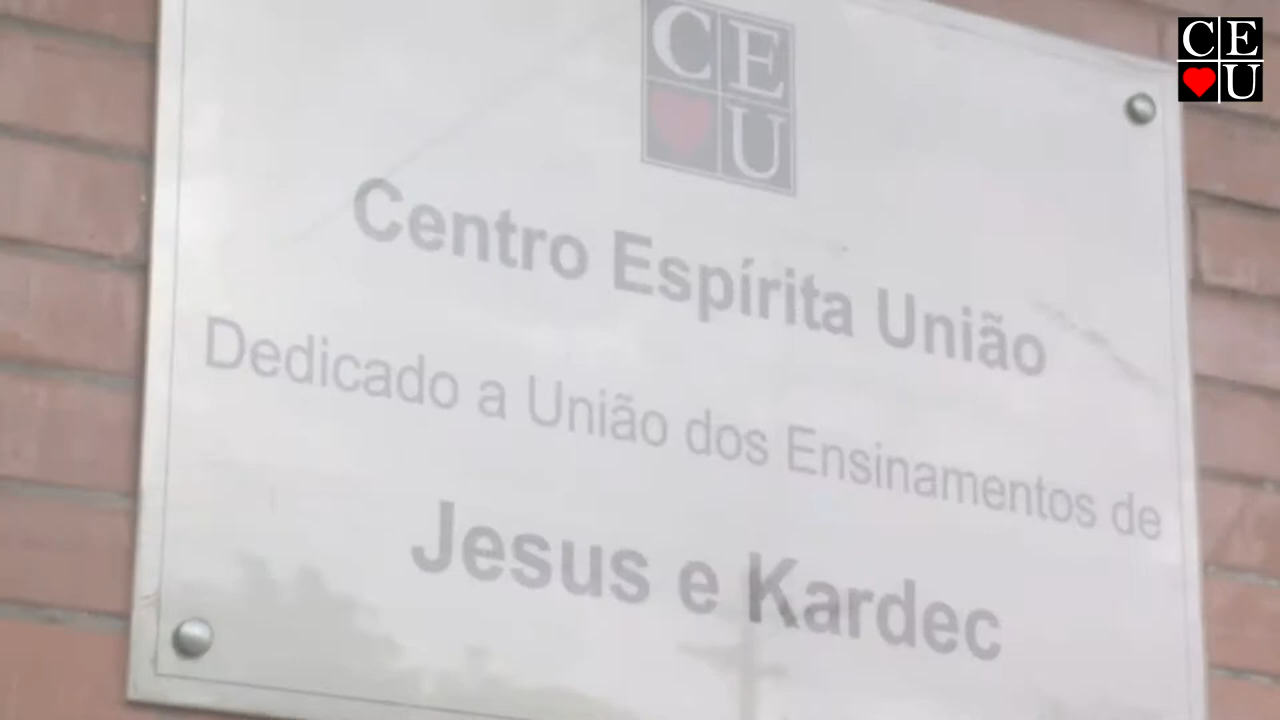 CE
U
Centro Espírita União
Dedicado a União dos Ensinamentos de
Jesus e Kardec
CE
U